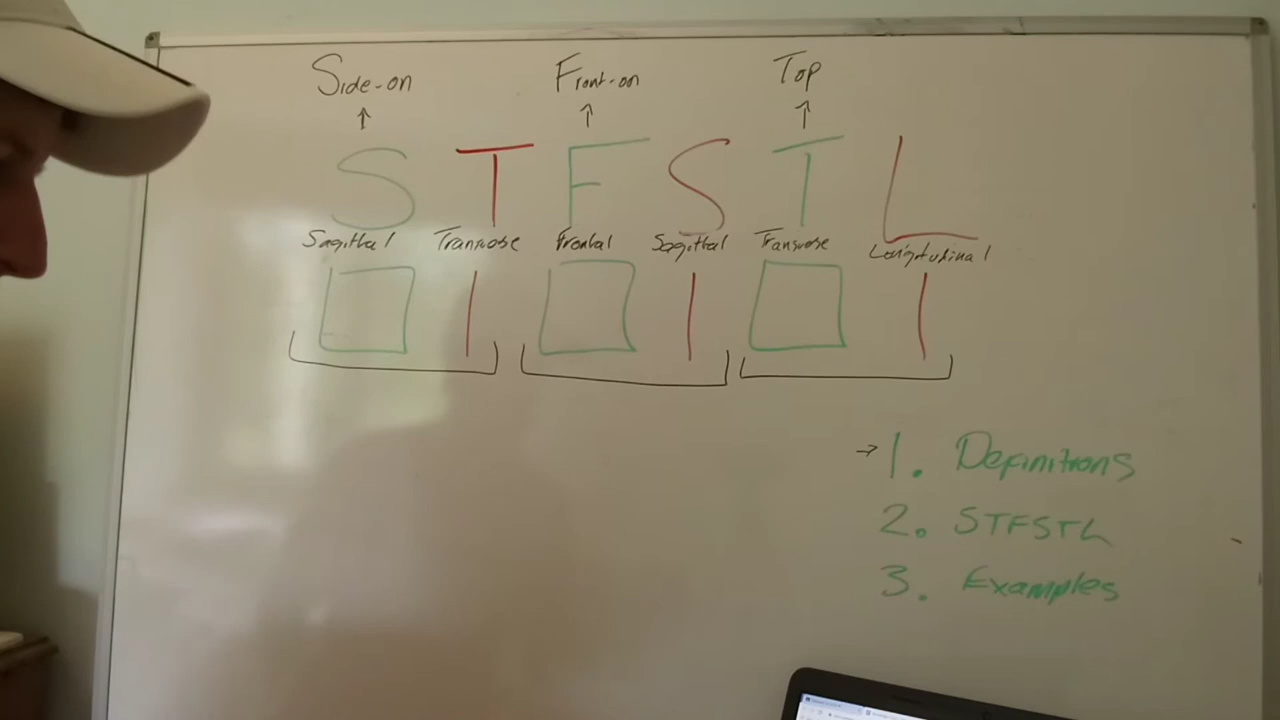 Side-on Front-on Top
S T F S T L
Sagittal Transverse Frontal Sagittal Transverse Longitudinal
→ 1. Definitions
2. STFSTL
3. Examples